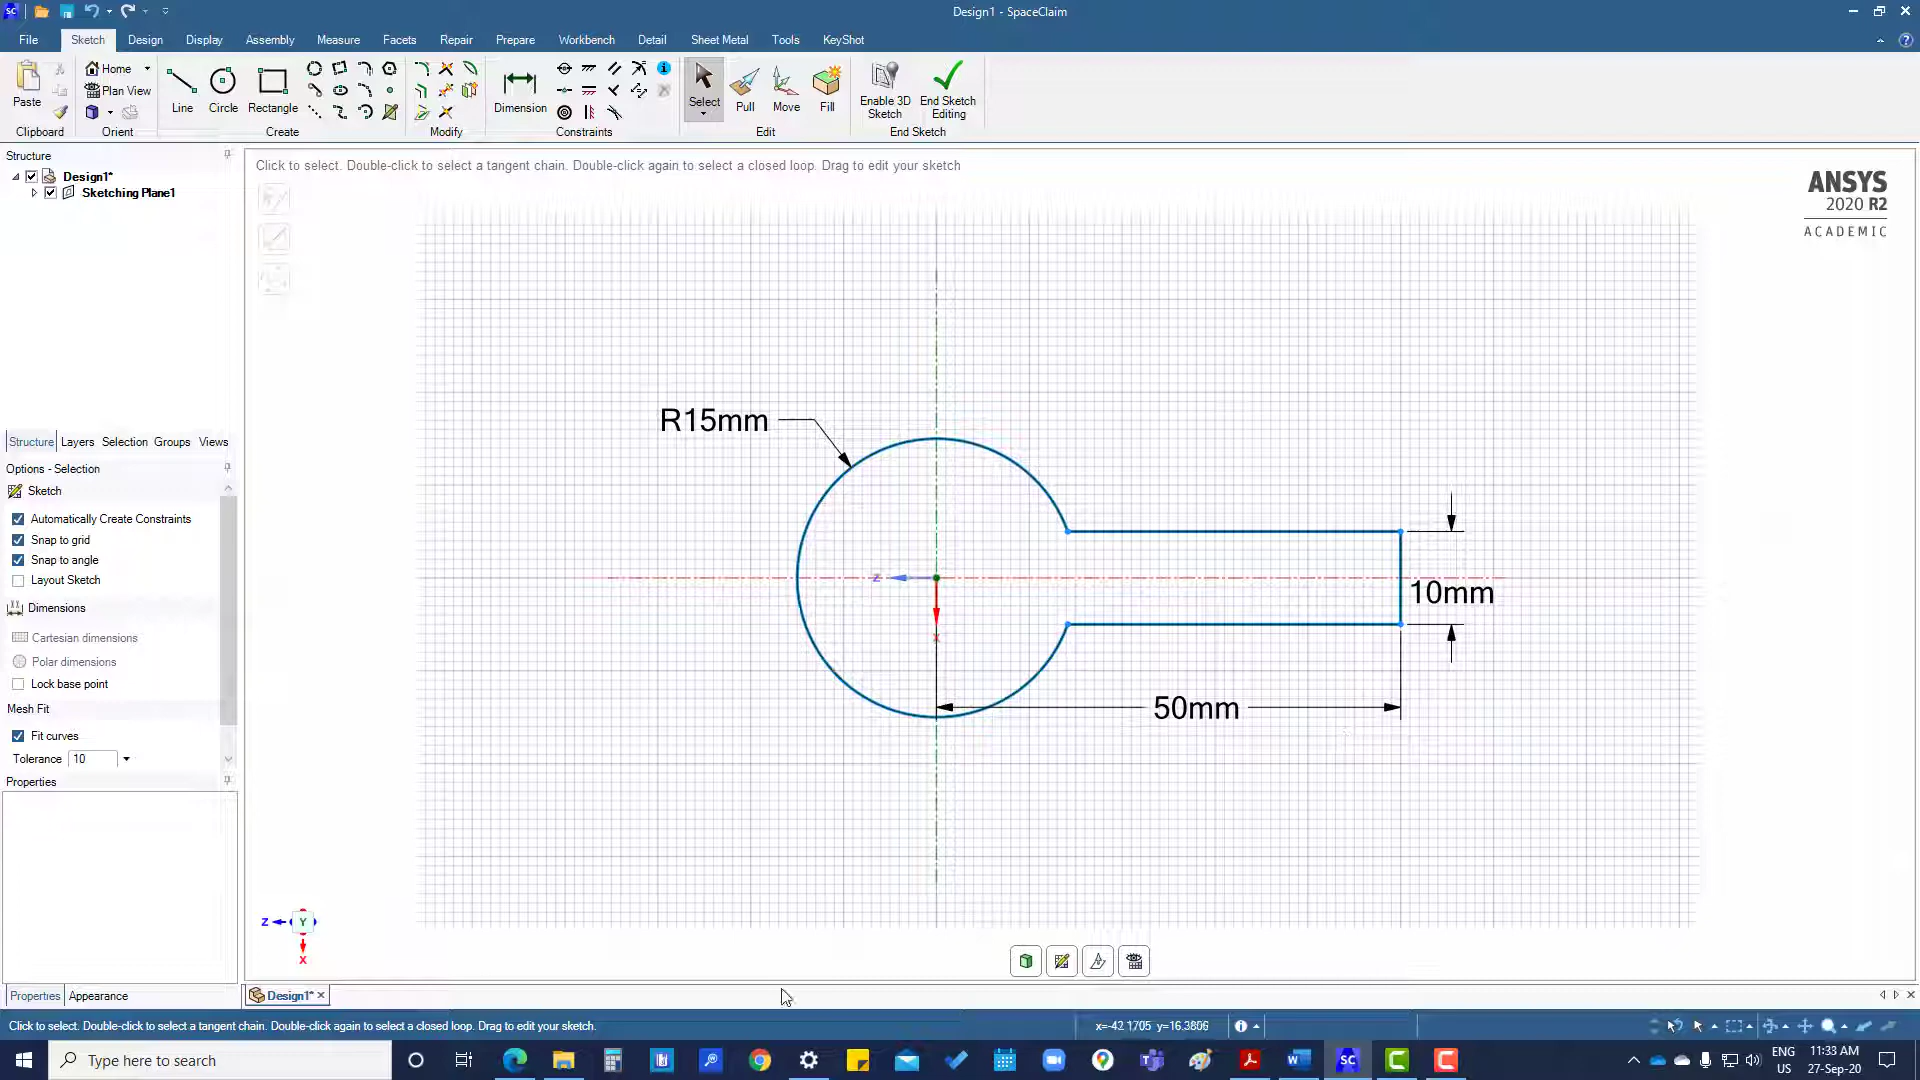 Design1 - SpaceClaim
File Sketch Design Display Assembly Measure Facets Repair Prepare Workbench Detail Sheet Metal Tools KeyShot
Paste
Home
Plan View
Line
Circle
Rectangle
Dimension
Select
Pull
Move
Fill
Enable 3D
Sketch
End Sketch
Editing
Clipboard
Orient
Create
Modify
Constraints
Edit
End Sketch
Structure
Design1*
Sketching Plane1
Click to select. Double-click to select a tangent chain. Double-click again to select a closed loop. Drag to edit your sketch
ANSYS
2020 R2
ACADEMIC
R15mm
10mm
50mm
Z
X
Structure Layers Selection Groups Views
Options - Selection
Sketch
Automatically Create Constraints
Snap to grid
Snap to angle
Layout Sketch
Dimensions
Cartesian dimensions
Polar dimensions
Lock base point
Mesh Fit
Fit curves
Tolerance 10
Properties
Z
Y
X
Properties Appearance
Design1*
Click to select. Double-click to select a tangent chain. Double-click again to select a closed loop. Drag to edit your sketch.
x=-42.1705 y=16.3806
Type here to search
ENG
US
11:33 AM
27-Sep-20